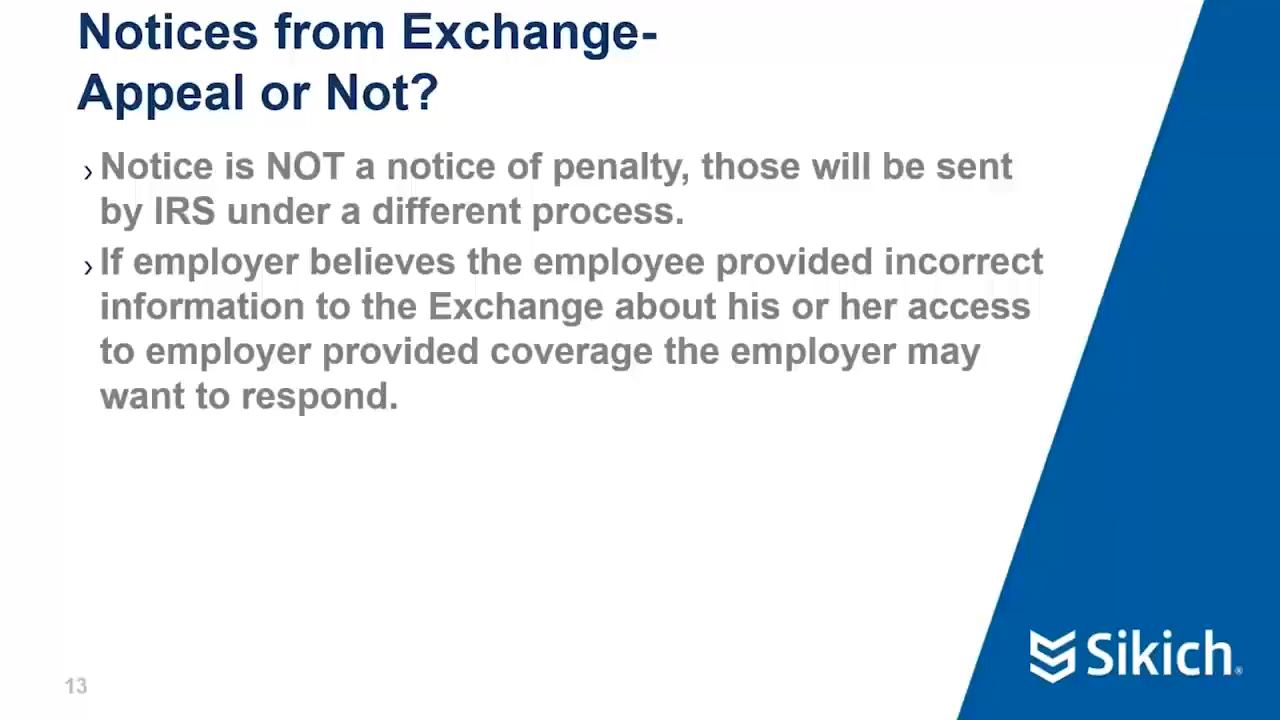 Notices from Exchange-
Appeal or Not?
› Notice is NOT a notice of penalty, those will be sent
by IRS under a different process.
› If employer believes the employee provided incorrect
information to the Exchange about his or her access
to employer provided coverage the employer may
want to respond.
Sikich®
13